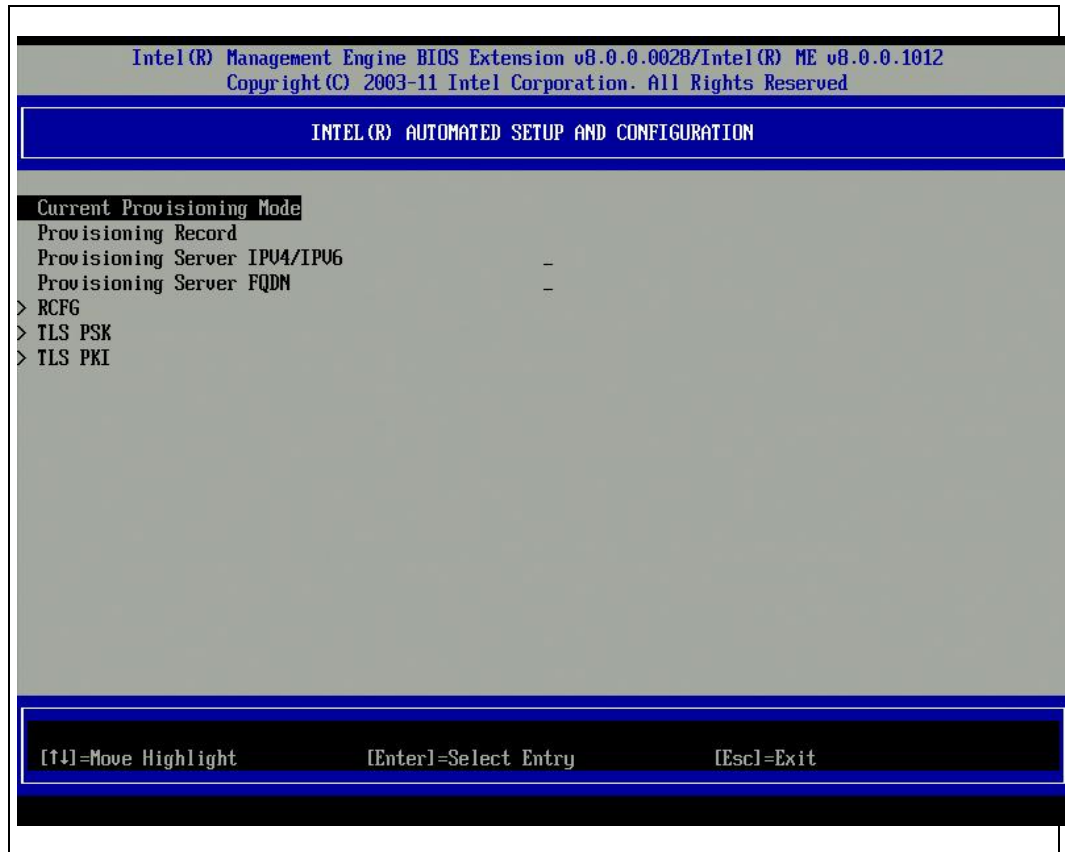 Intel(R) Management Engine BIOS Extension v8.0.0.0028/Intel(R) ME v8.0.0.1012
Copyright(C) 2003-11 Intel Corporation. All Rights Reserved
INTEL(R) AUTOMATED SETUP AND CONFIGURATION
Current Provisioning Mode
Provisioning Record
Provisioning Server IPV4/IPV6 _
Provisioning Server FQDN _
> RCFG
> TLS PSK
> TLS PKI
[↑↓]=Move Highlight [Enter]=Select Entry [Esc]=Exit